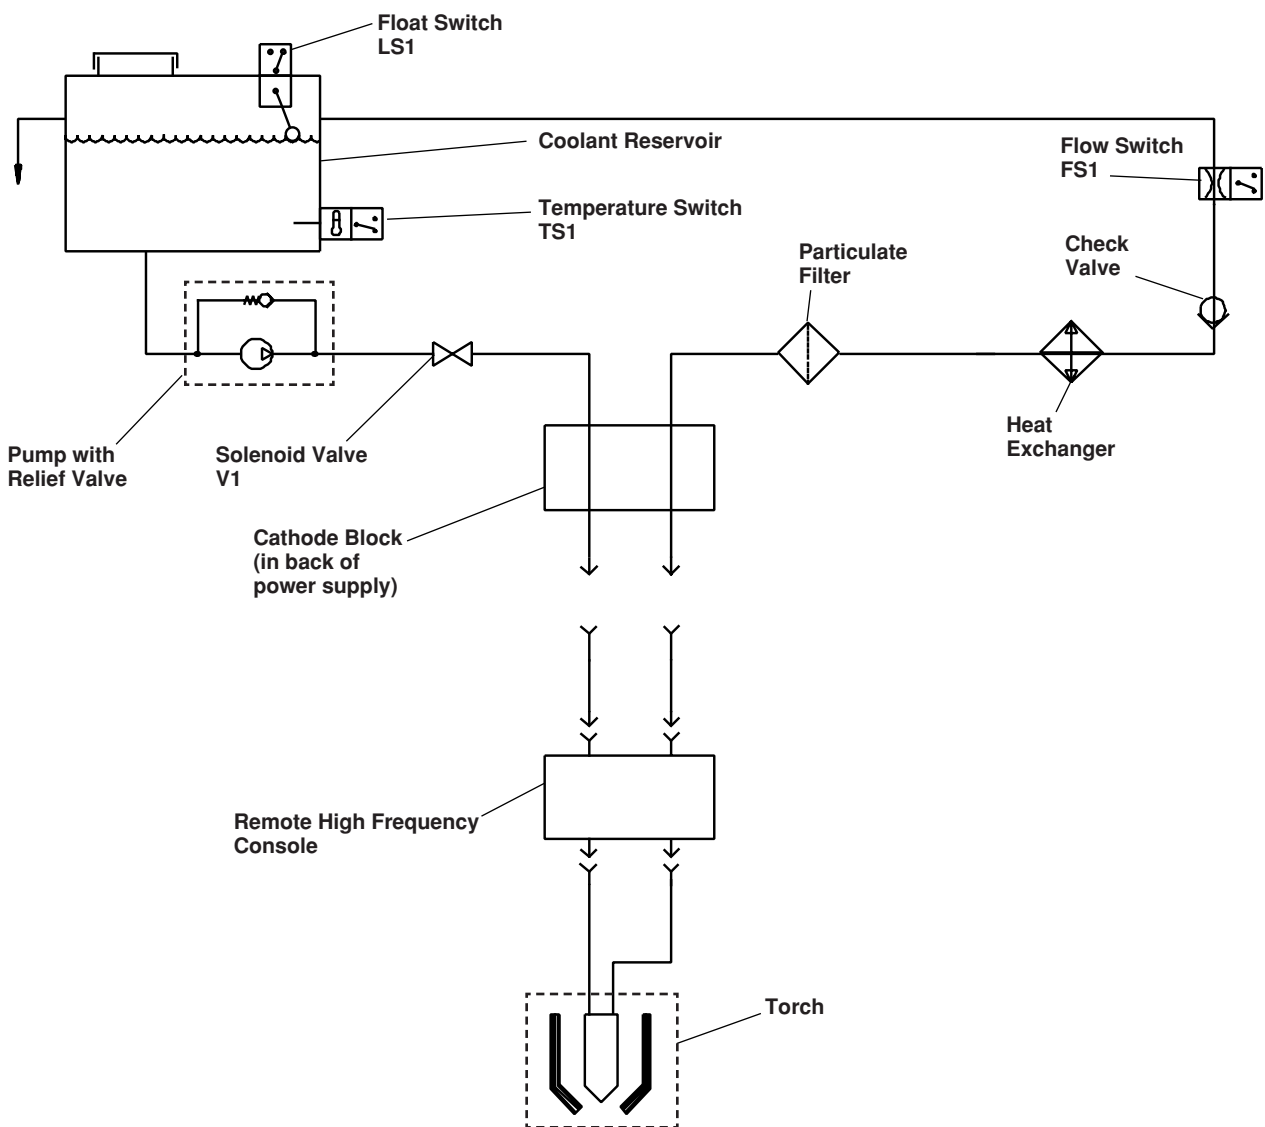 Float Switch
LS1
Coolant Reservoir
Flow Switch
FS1
Temperature Switch
TS1
Check
Valve
Particulate
Filter
Heat
Exchanger
Pump with
Relief Valve
Solenoid Valve
V1
Cathode Block
(in back of
power supply)
Remote High Frequency
Console
Torch